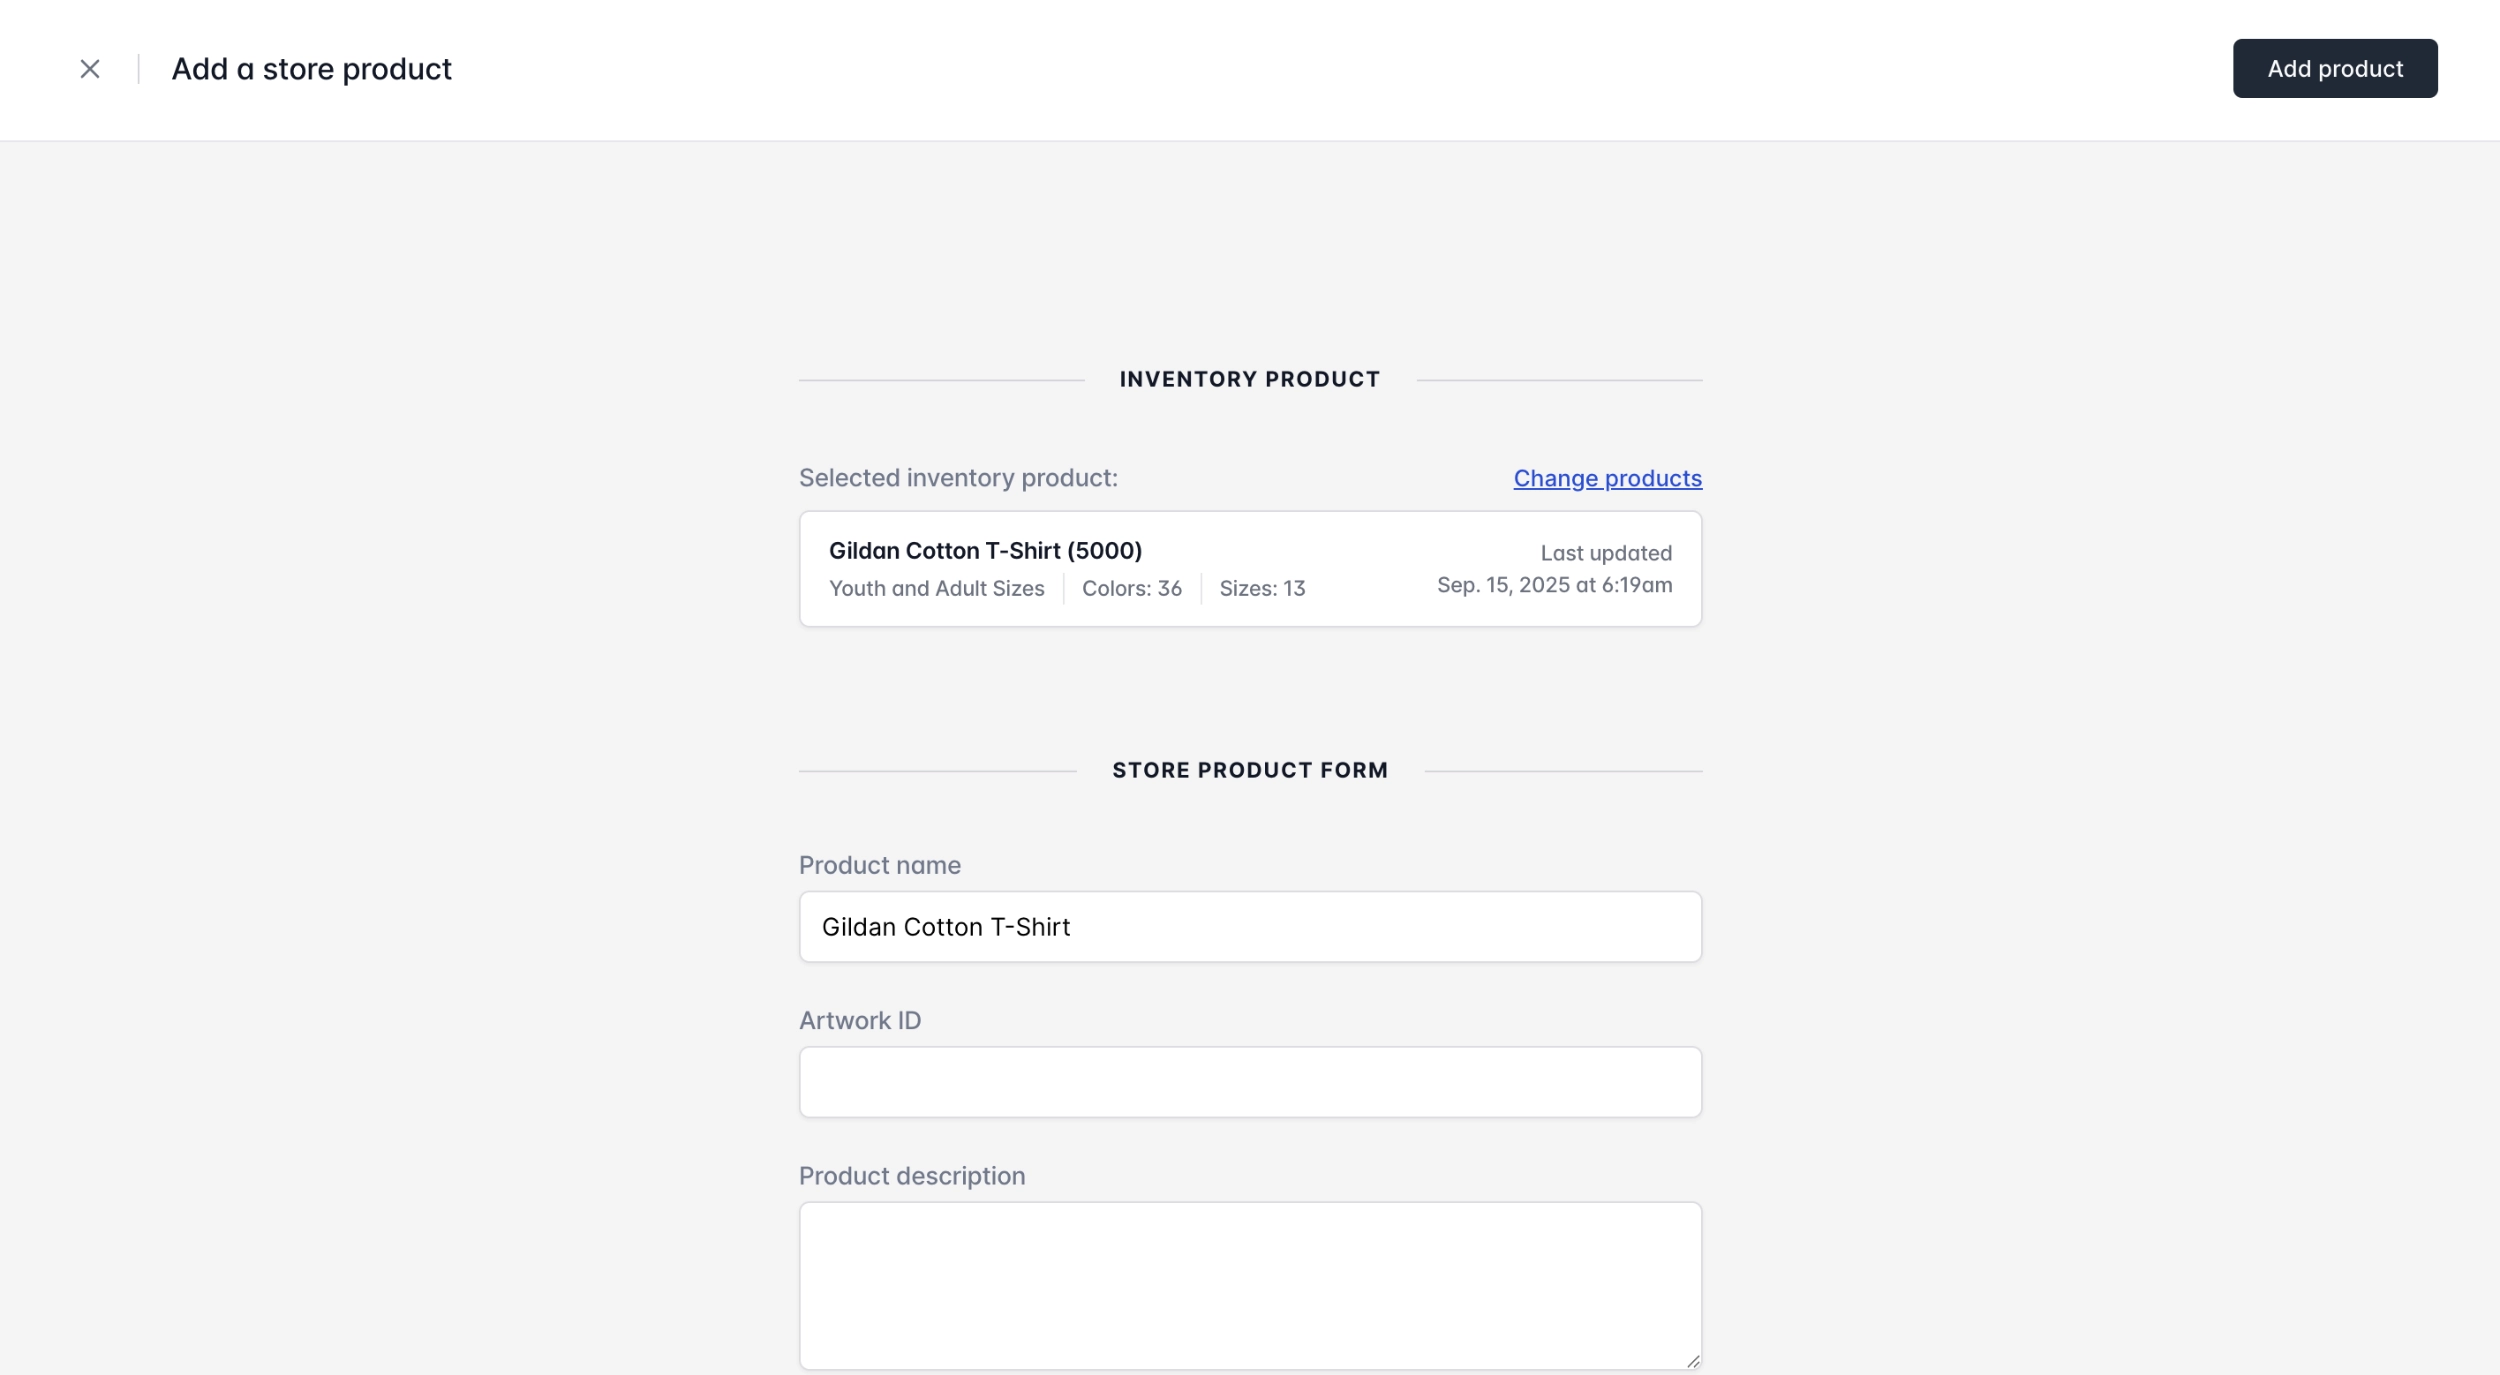 Add a store product
Add product
INVENTORY PRODUCT
Selected inventory product:
Change products
Gildan Cotton T-Shirt (5000)
Youth and Adult Sizes
Colors: 36
Sizes: 13
Last updated
Sep. 15, 2025 at 6:19am
STORE PRODUCT FORM
Product name
Gildan Cotton T-Shirt
Artwork ID
Product description